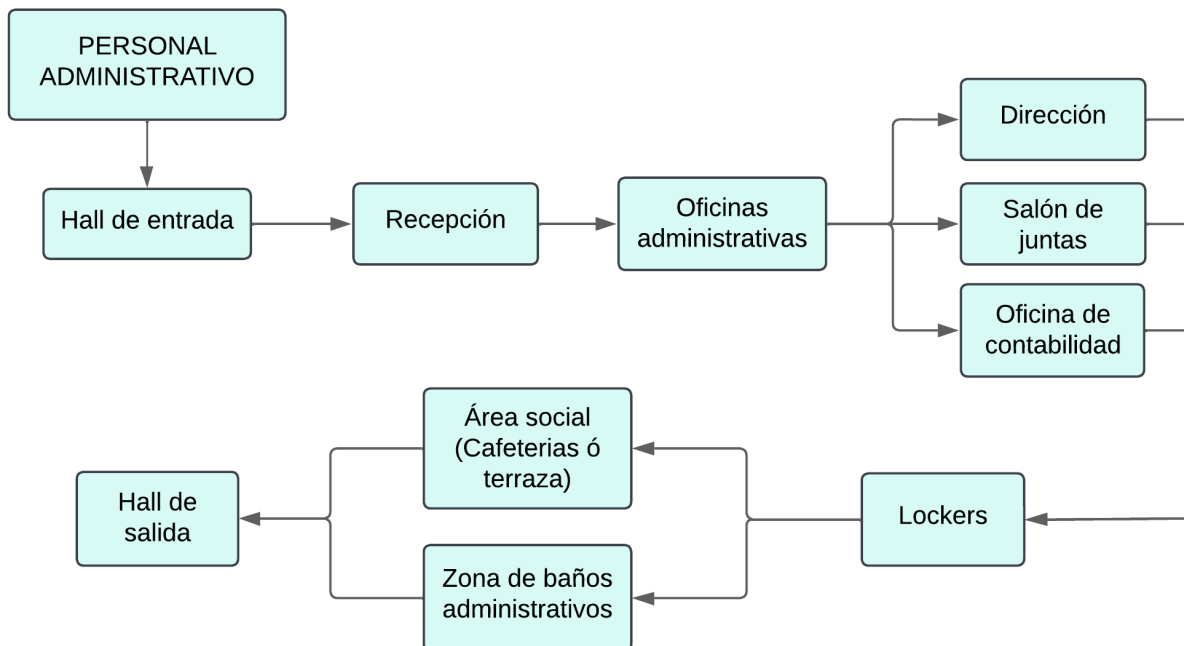 PERSONAL
ADMINISTRATIVO
Hall de entrada
Recepción
Oficinas
administrativas
Dirección
Salón de
juntas
Oficina de
contabilidad
Lockers
Área social
(Cafeterias ó
terraza)
Zona de baños
administrativos
Hall de
salida